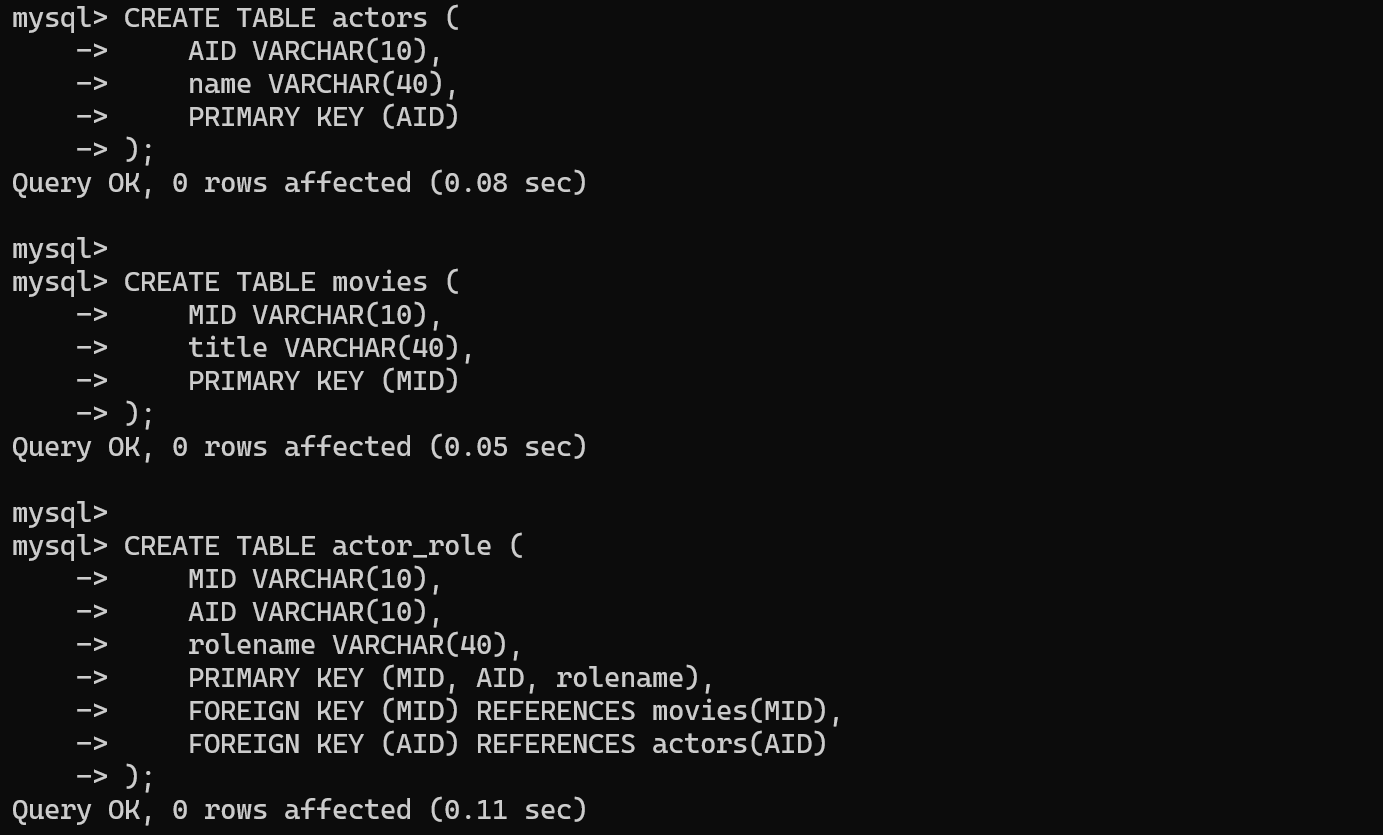 mysql> CREATE TABLE actors (
    ->     AID VARCHAR(10),
    ->     name VARCHAR(40),
    ->     PRIMARY KEY (AID)
    -> );
Query OK, 0 rows affected (0.08 sec)

mysql>
mysql> CREATE TABLE movies (
    ->     MID VARCHAR(10),
    ->     title VARCHAR(40),
    ->     PRIMARY KEY (MID)
    -> );
Query OK, 0 rows affected (0.05 sec)

mysql>
mysql> CREATE TABLE actor_role (
    ->     MID VARCHAR(10),
    ->     AID VARCHAR(10),
    ->     rolename VARCHAR(40),
    ->     PRIMARY KEY (MID, AID, rolename),
    ->     FOREIGN KEY (MID) REFERENCES movies(MID),
    ->     FOREIGN KEY (AID) REFERENCES actors(AID)
    -> );
Query OK, 0 rows affected (0.11 sec)